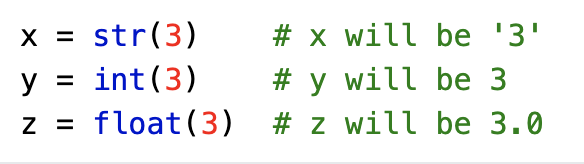 x = str(3)    # x will be '3'
y = int(3)    # y will be 3
z = float(3)  # z will be 3.0